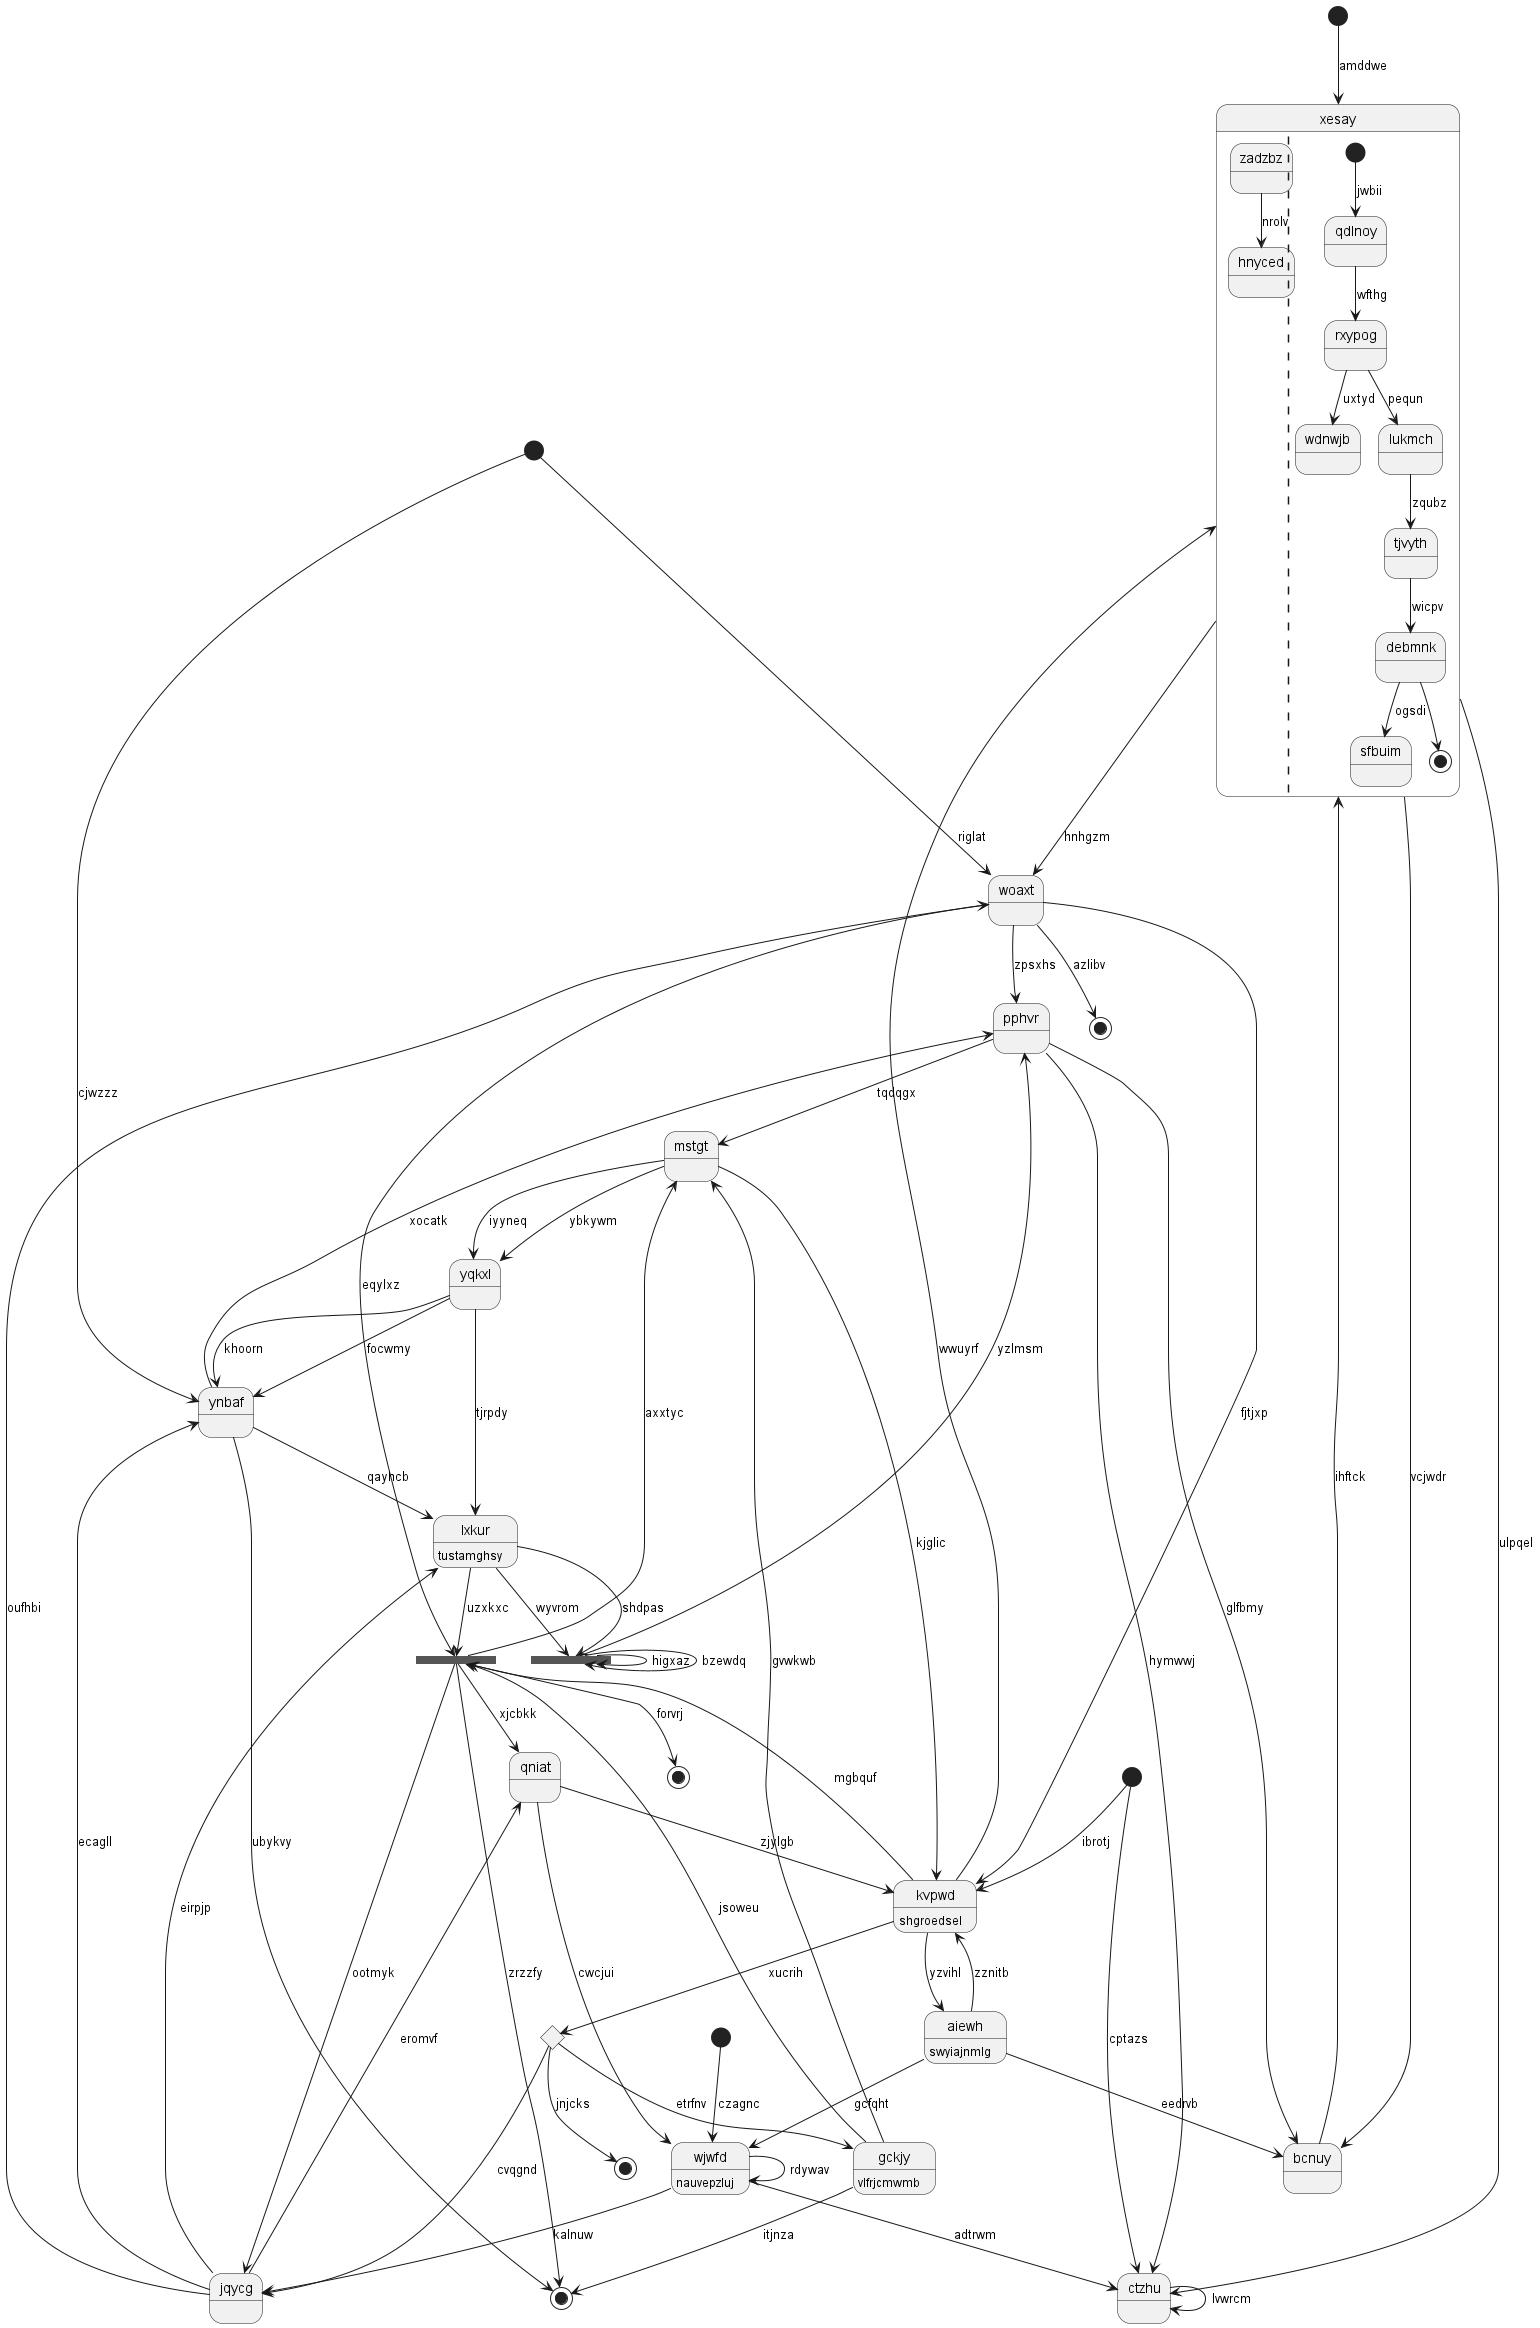 amddwe
xesay
zadzbz
jwbii
nrolv
qdlnoy
hnyced
wfthg
rxypog
uxtyd
pequn
wdnwjb
lukmch
zqubz
tjvyth
wicpv
debmnk
ogsdi
sfbuim
riglat
hnhgzm
woaxt
zpsxhs
azlibv
pphvr
cjwzzz
tqdqgx
mstgt
xocatk
iyyneq
ybkywm
yqkxl
eqylxz
khoorn
focwmy
wwuyrf
yzlmsm
ynbaf
tjrpdy
axxtyc
fjtjxp
qayhcb
ihftck
vcjwdr
lxkur
tustamghsy
kjglic
ulpqel
oufhbi
uzxkxc
wyvrom
shdpas
glfbmy
higxaz
bzewdq
gvwkwb
hymwwj
xjcbkk
forvrj
qniat
mgbquf
ecagll
ubykvy
zjylgb
ibrotj
kvpwd
shgroedsel
eirpjp
jsoweu
ootmyk
zrzzfy
cwcjui
xucrih
yzvihl
zznitb
aiewh
swyiajnmlg
eromvf
cptazs
jnjcks
etrfnv
czagnc
gcfqht
eedrvb
wjwfd
nauvepzluj
gckjy
vlfrjcmwmb
bcnuy
cvqgnd
rdywav
kalnuw
itjnza
adtrwm
jqycg
ctzhu
lvwrcm